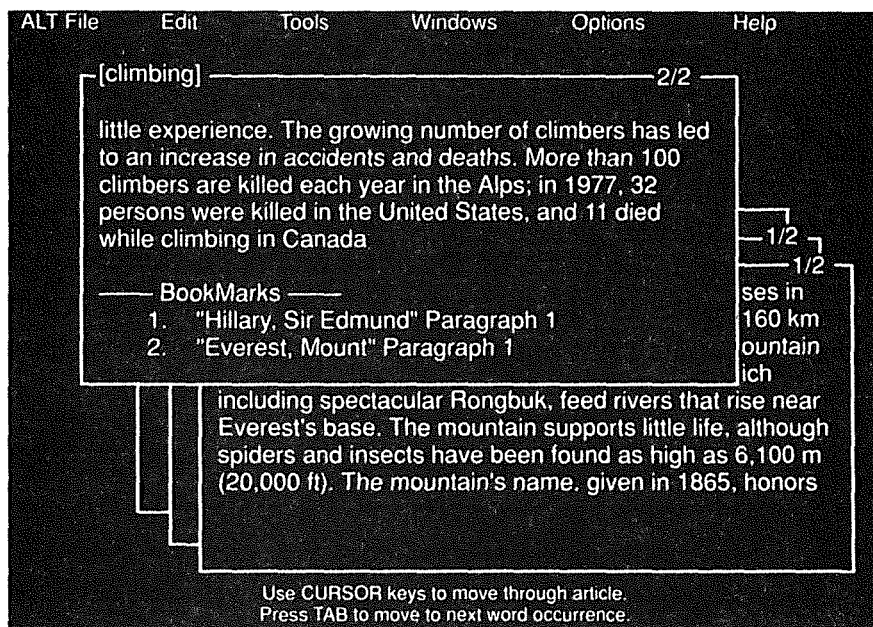 ALT File Edit Tools Windows Options Help
[climbing] 2/2
little experience. The growing number of climbers has led
to an increase in accidents and deaths. More than 100
climbers are killed each year in the Alps; in 1977, 32
persons were killed in the United States, and 11 died
while climbing in Canada
1/2
1/2
BookMarks
1. "Hillary, Sir Edmund" Paragraph 1
2. "Everest, Mount" Paragraph 1
ses in
160 km
ountain
ich
including spectacular Rongbuk, feed rivers that rise near
Everest's base. The mountain supports little life, although
spiders and insects have been found as high as 6,100 m
(20,000 ft). The mountain's name, given in 1865, honors
Use CURSOR keys to move through article.
Press TAB to move to next word occurrence.